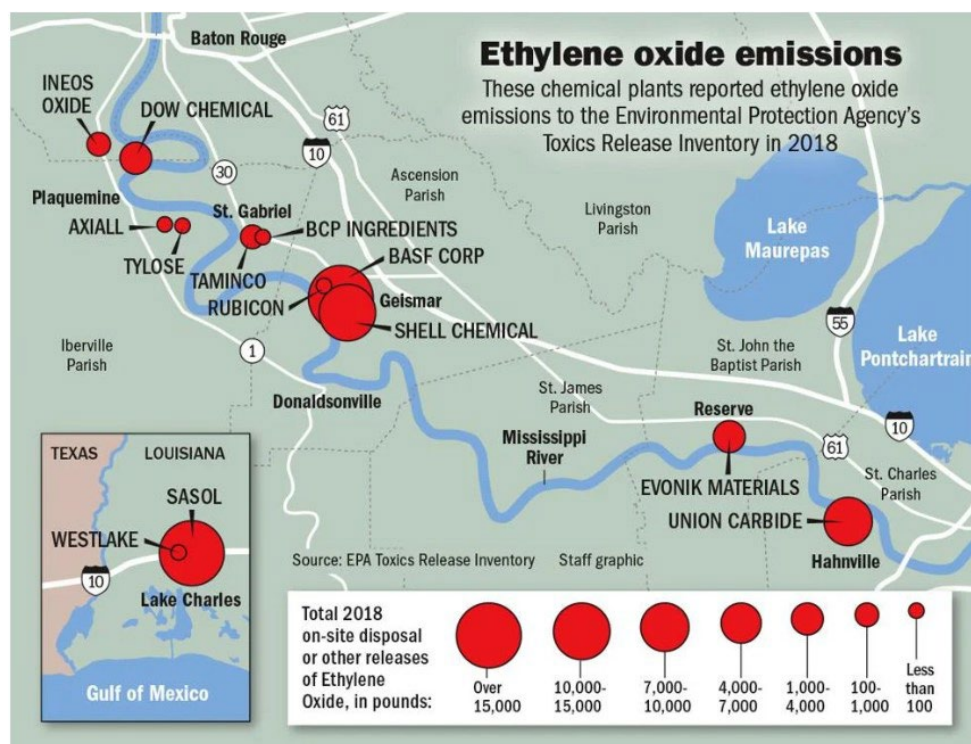 Ethylene oxide emissions
These chemical plants reported ethylene oxide
emissions to the Environmental Protection Agency's
Toxics Release Inventory in 2018
Baton Rouge
INEOS
OXIDE
DOW CHEMICAL
61
10
30
Plaquemine
St. Gabriel
Ascension
Parish
Livingston
Parish
Lake
Maurepas
AXIALL
TYLOSE
TAMINCO
BCP INGREDIENTS
BASF CORP
RUBICON
Geismar
SHELL CHEMICAL
55
Lake
Pontchartrain
Iberville
Parish
1
Donaldsonville
St. James
Parish
St. John the
Baptist Parish
Reserve
10
61
Mississippi
River
St. Charles
Parish
EVONIK MATERIALS
UNION CARBIDE
Hahnville
TEXAS
LOUISIANA
SASOL
WESTLAKE
10
Lake Charles
Gulf of Mexico
Source: EPA Toxics Release Inventory
Staff graphic
Total 2018
on-site disposal
or other releases
of Ethylene
Oxide, in pounds:
Over
15,000
10,000-
15,000
7,000-
10,000
4,000-
7,000
1,000-
4,000
100-
1,000
Less
than
100